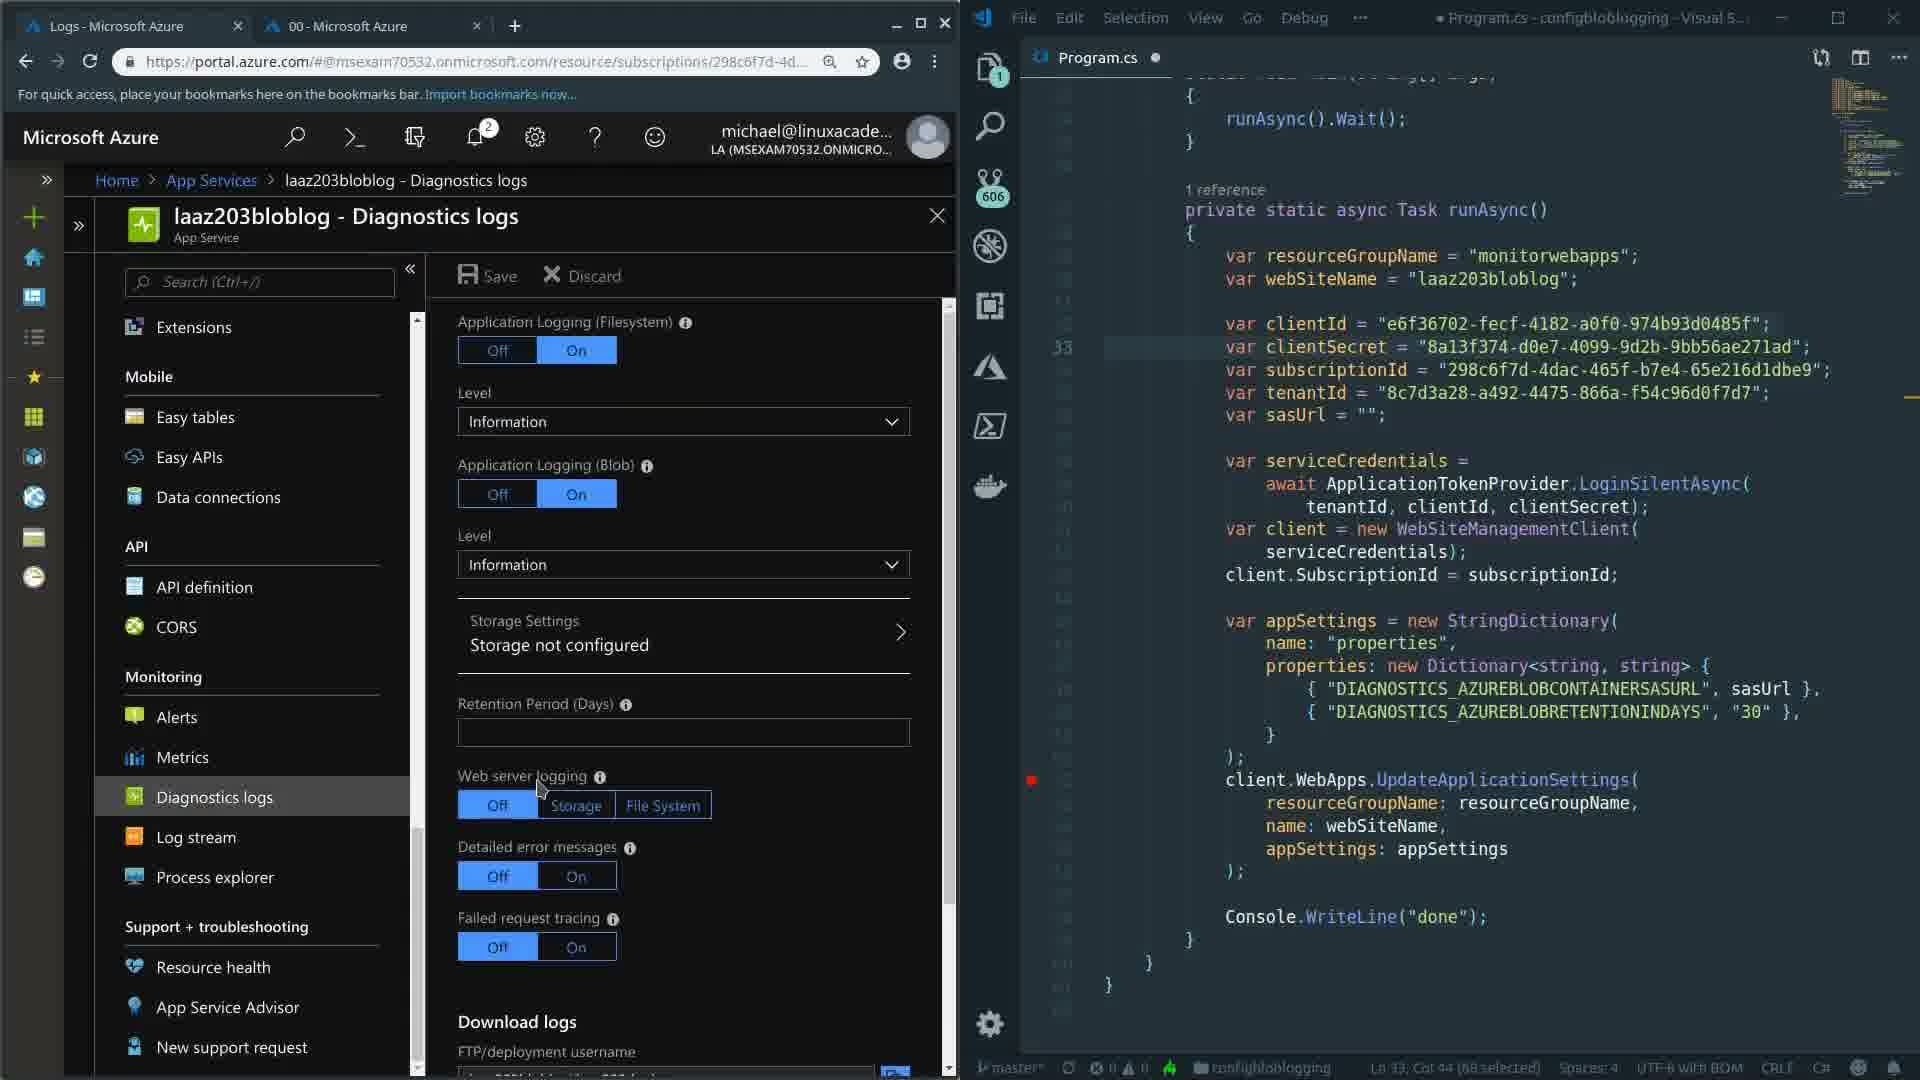 Logs - Microsoft Azure
00 - Microsoft Azure
https://portal.azure.com/#@msexam70532.onmicrosoft.com/resource/subscriptions/298c6f7d-4d...
For quick access, place your bookmarks here on the bookmarks bar. Import bookmarks now...
Microsoft Azure
2
michael@linuxacade...
LA (MSEXAM70532.ONMICRO...
Home > App Services > laaz203bloblog - Diagnostics logs
laaz203bloblog - Diagnostics logs
App Service
Search (Ctrl+/)
Extensions
Mobile
Easy tables
Easy APIs
Data connections
API
API definition
CORS
Monitoring
Alerts
Metrics
Diagnostics logs
Log stream
Process explorer
Support + troubleshooting
Resource health
App Service Advisor
New support request
Save
Discard
Application Logging (Filesystem)
Off
On
Level
Information
Application Logging (Blob)
Off
On
Level
Information
Storage Settings
Storage not configured
Retention Period (Days)
Web server logging
Off
Storage
File System
Detailed error messages
Off
On
Failed request tracing
Off
On
Download logs
FTP/deployment username
File Edit Selection View Go Debug ...
● Program.cs - configbloblogging - Visual S...
Program.cs
1
606
{
runAsync().Wait();
}
1 reference
private static async Task runAsync()
{
var resourceGroupName = "monitorwebapps";
var webSiteName = "laaz203bloblog";
var clientId = "e6f36702-fecf-4182-a0f0-974b93d0485f";
33
var clientSecret = "8a13f374-d0e7-4099-9d2b-9bb56ae271ad";
var subscriptionId = "298c6f7d-4dac-465f-b7e4-65e216d1dbe9";
var tenantId = "8c7d3a28-a492-4475-866a-f54c96d0f7d7";
var sasUrl = "";
var serviceCredentials =
await ApplicationTokenProvider.LoginSilentAsync(
tenantId, clientId, clientSecret);
var client = new WebSiteManagementClient(
serviceCredentials);
client.SubscriptionId = subscriptionId;
var appSettings = new StringDictionary(
name: "properties",
properties: new Dictionary<string, string> {
{ "DIAGNOSTICS_AZUREBLOBCONTAINERSASURL", sasUrl },
{ "DIAGNOSTICS_AZUREBLOBRETENTIONINDAYS", "30" },
}
);
client.WebApps.UpdateApplicationSettings(
resourceGroupName: resourceGroupName,
name: webSiteName,
appSettings: appSettings
);
Console.WriteLine("done");
}
}
}
master*
0
0
configbloblogging
Ln 33, Col 44 (68 selected)
Spaces: 4
UTF-8 with BOM
CRLF
C#